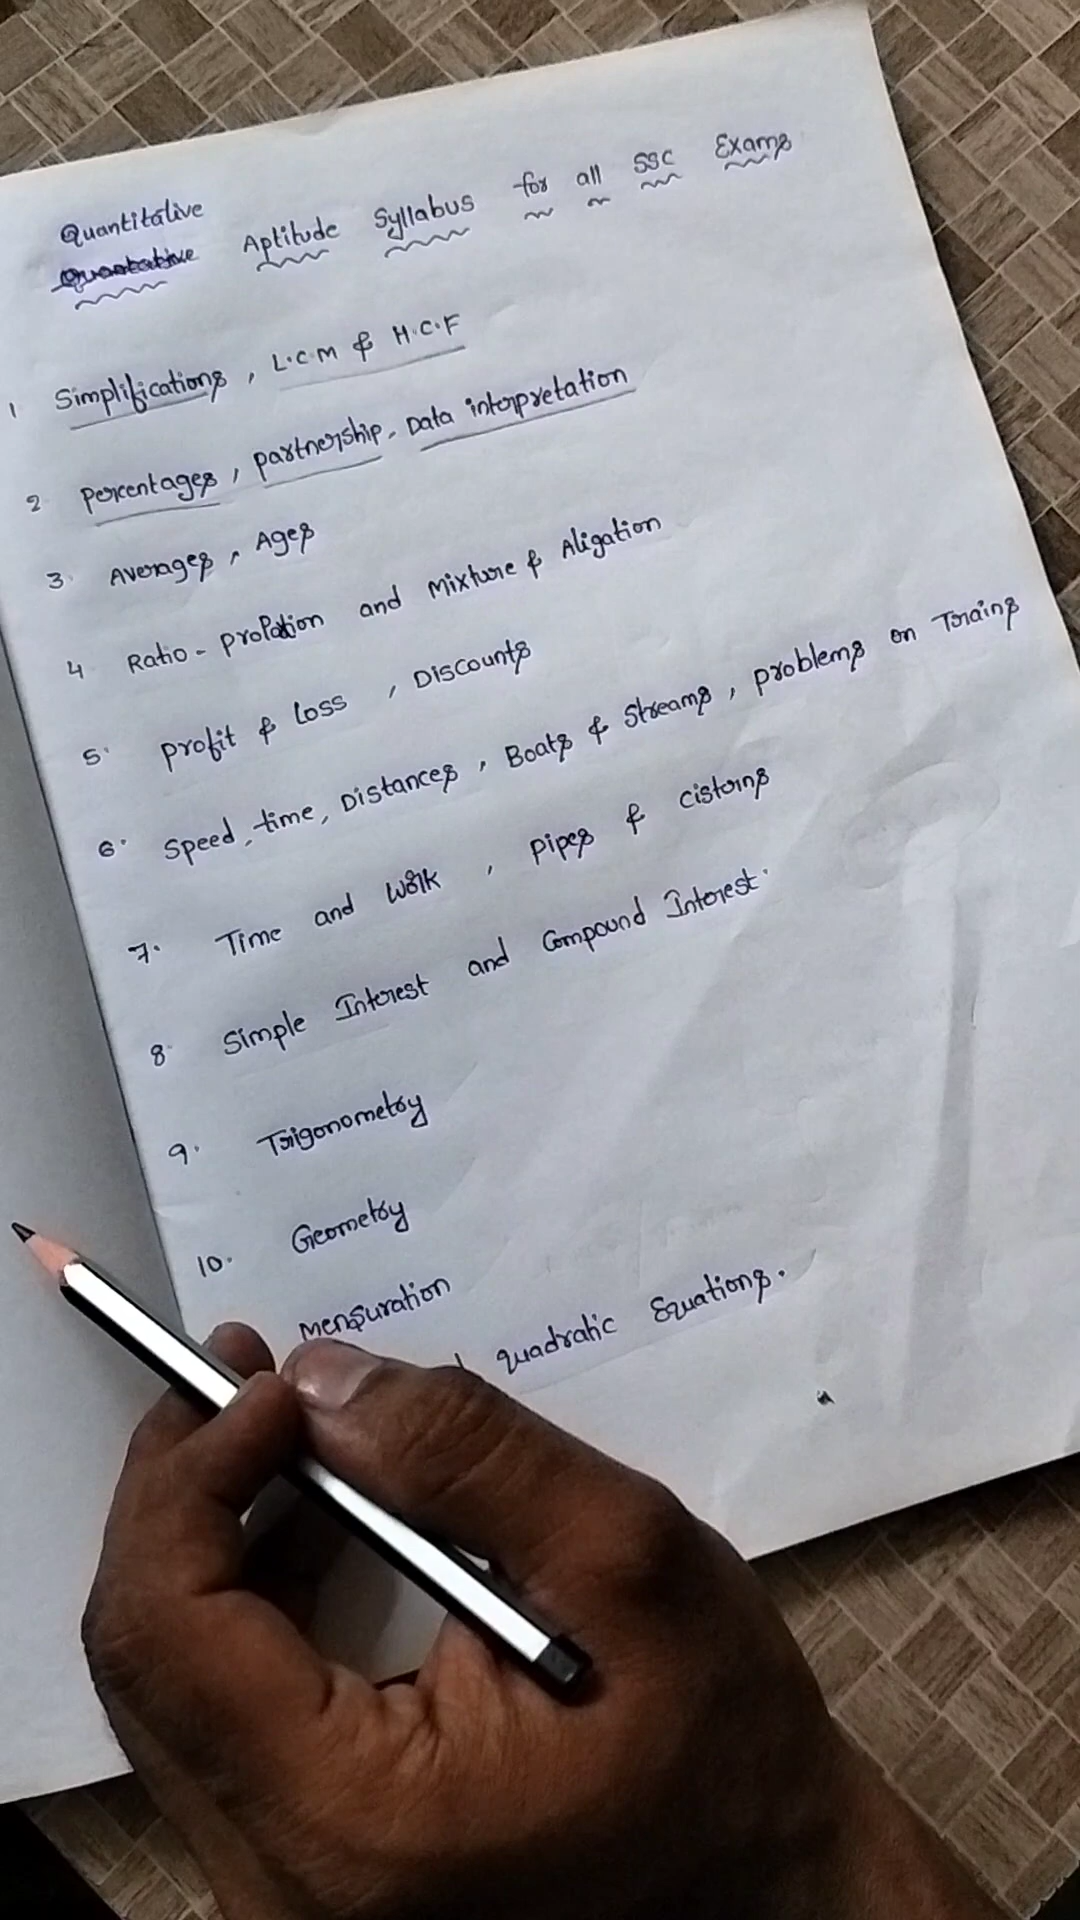 Quantitative
Aptitude Syllabus for all SSC Exams
1 Simplifications, L.C.M & H.C.F
2 Percentages, partnership, Data interpretation
3. Averages, Ages
4 Ratio - propotion and Mixture & Aligation
5. Profit & Loss, Discounts
6. Speed, time, Distances, Boats & Streams, problems on Trains
7. Time and Work, pipes & cisterns
8. Simple Interest and Compound Interest.
9. Trigonometry
10. Geometry
Mensuration
quadratic Equations.